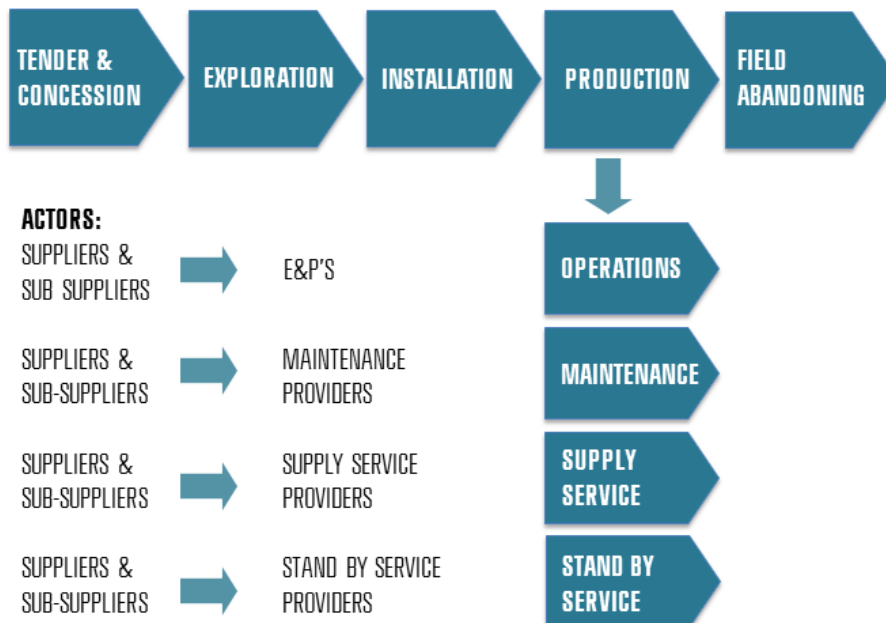 TENDER &
CONCESSION
EXPLORATION
INSTALLATION
PRODUCTION
FIELD
ABANDONING
ACTORS:
SUPPLIERS &
SUB SUPPLIERS
E&P'S
OPERATIONS
SUPPLIERS &
SUB-SUPPLIERS
MAINTENANCE
PROVIDERS
MAINTENANCE
SUPPLIERS &
SUB-SUPPLIERS
SUPPLY SERVICE
PROVIDERS
SUPPLY
SERVICE
SUPPLIERS &
SUB-SUPPLIERS
STAND BY SERVICE
PROVIDERS
STAND BY
SERVICE